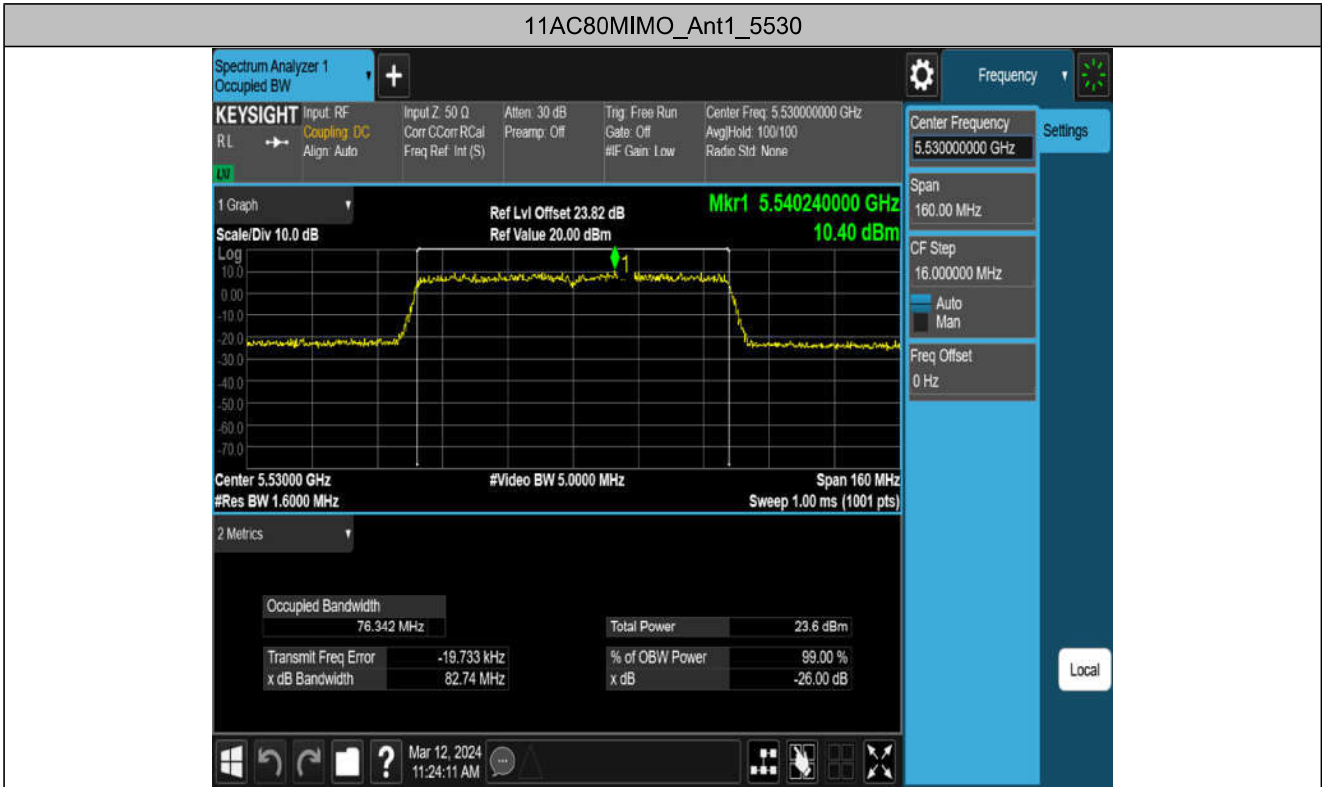 11AC80MIMO_Ant1_5530
Spectrum Analyzer 1
Occupied BW
Frequency
KEYSIGHT
R L
LXI
Input: RF
Coupling: DC
Align: Auto
Input Z: 50 Ω
Corr CCorr RCal
Freq Ref: Int (S)
Atten: 30 dB
Preamp: Off
Trig: Free Run
Gate: Off
#IF Gain: Low
Center Freq: 5.530000000 GHz
Avg|Hold: 100/100
Radio Std: None
Center Frequency
5.530000000 GHz
Settings
Span
160.00 MHz
CF Step
16.000000 MHz
Auto
Man
Freq Offset
0 Hz
Local
1 Graph
Scale/Div 10.0 dB
Ref Lvl Offset 23.82 dB
Ref Value 20.00 dBm
Mkr1 5.540240000 GHz
10.40 dBm
Log
10.0
0.00
-10.0
-20.0
-30.0
-40.0
-50.0
-60.0
-70.0
1
Center 5.53000 GHz
#Video BW 5.0000 MHz
Span 160 MHz
#Res BW 1.6000 MHz
Sweep 1.00 ms (1001 pts)
2 Metrics
Occupied Bandwidth
76.342 MHz
Total Power 23.6 dBm
Transmit Freq Error -19.733 kHz
% of OBW Power 99.00 %
x dB Bandwidth 82.74 MHz
x dB -26.00 dB
?
Mar 12, 2024
11:24:11 AM